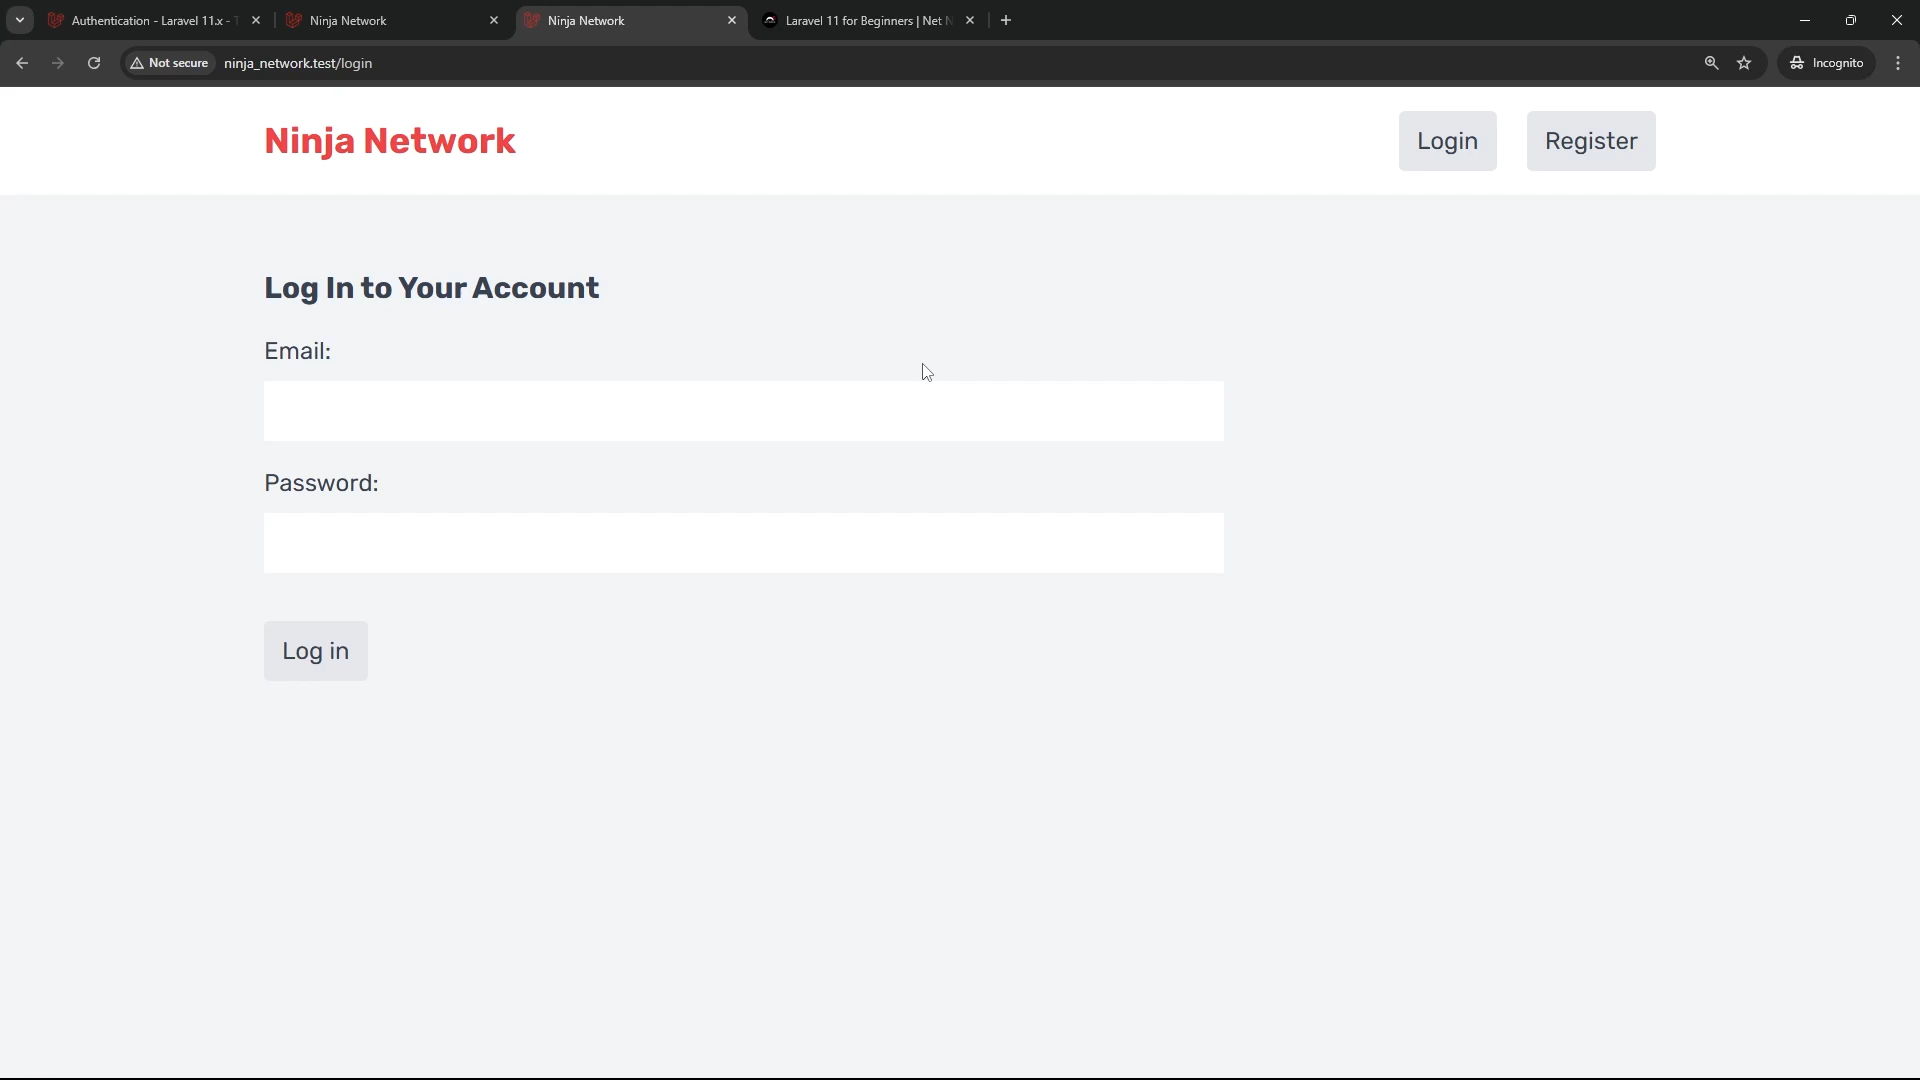 Authentication - Laravel 11.x -
Ninja Network
Ninja Network
Laravel 11 for Beginners | Net
Not secure
ninja_network.test/login
Incognito
Ninja Network
Login
Register
Log In to Your Account
Email:
Password:
Log in